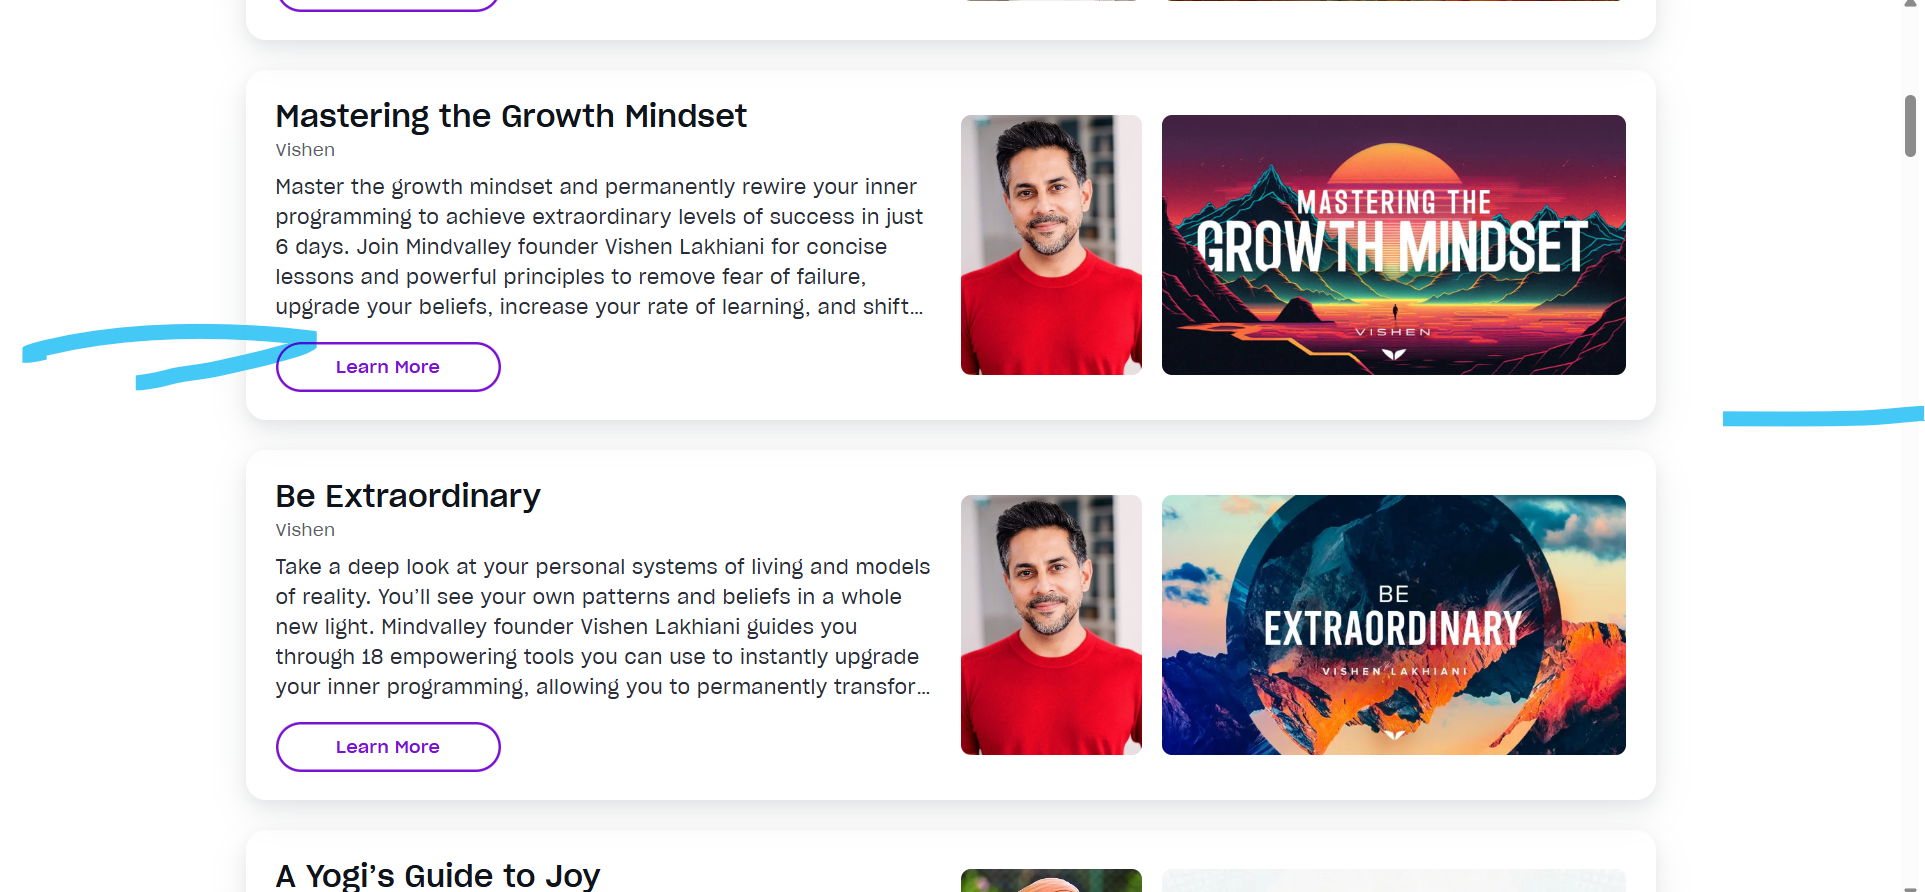 Mastering the Growth Mindset
Vishen
Master the growth mindset and permanently rewire your inner
programming to achieve extraordinary levels of success in just
6 days. Join Mindvalley founder Vishen Lakhiani for concise
lessons and powerful principles to remove fear of failure,
upgrade your beliefs, increase your rate of learning, and shift...
Learn More
MASTERING THE
GROWTH MINDSET
VISHEN
Be Extraordinary
Vishen
Take a deep look at your personal systems of living and models
of reality. You’ll see your own patterns and beliefs in a whole
new light. Mindvalley founder Vishen Lakhiani guides you
through 18 empowering tools you can use to instantly upgrade
your inner programming, allowing you to permanently transfor...
Learn More
BE
EXTRAORDINARY
VISHEN LAKHIANI
A Yogi’s Guide to Joy